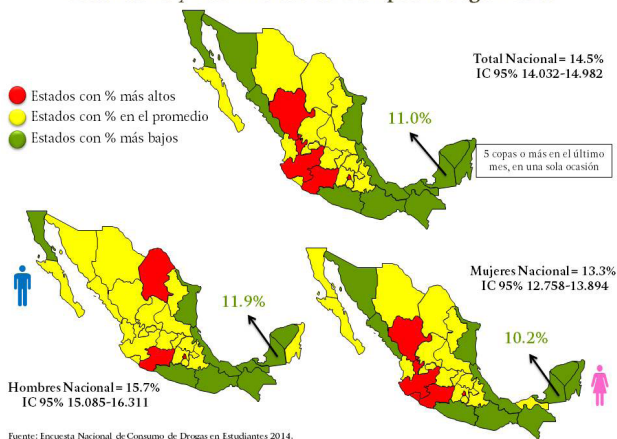 Total Nacional = 14.5%
IC 95% 14.032-14.982
Estados con % más altos
Estados con % en el promedio
Estados con % más bajos
11.0%
5 copas o más en el último
mes, en una sola ocasión
Mujeres Nacional = 13.3%
IC 95% 12.758-13.894
11.9%
10.2%
Hombres Nacional = 15.7%
IC 95% 15.085-16.311
Fuente: Encuesta Nacional de Consumo de Drogas en Estudiantes 2014.